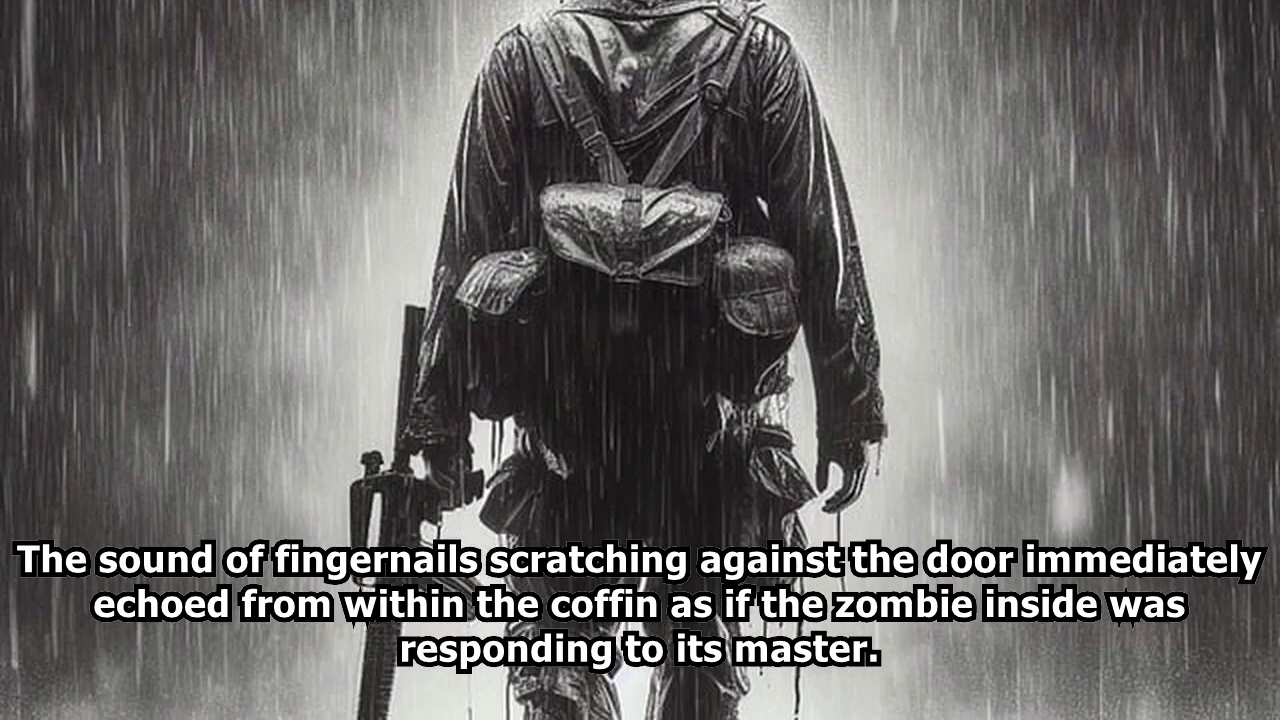 The sound of fingernails scratching against the door immediately
echoed from within the coffin as if the zombie inside was
responding to its master.